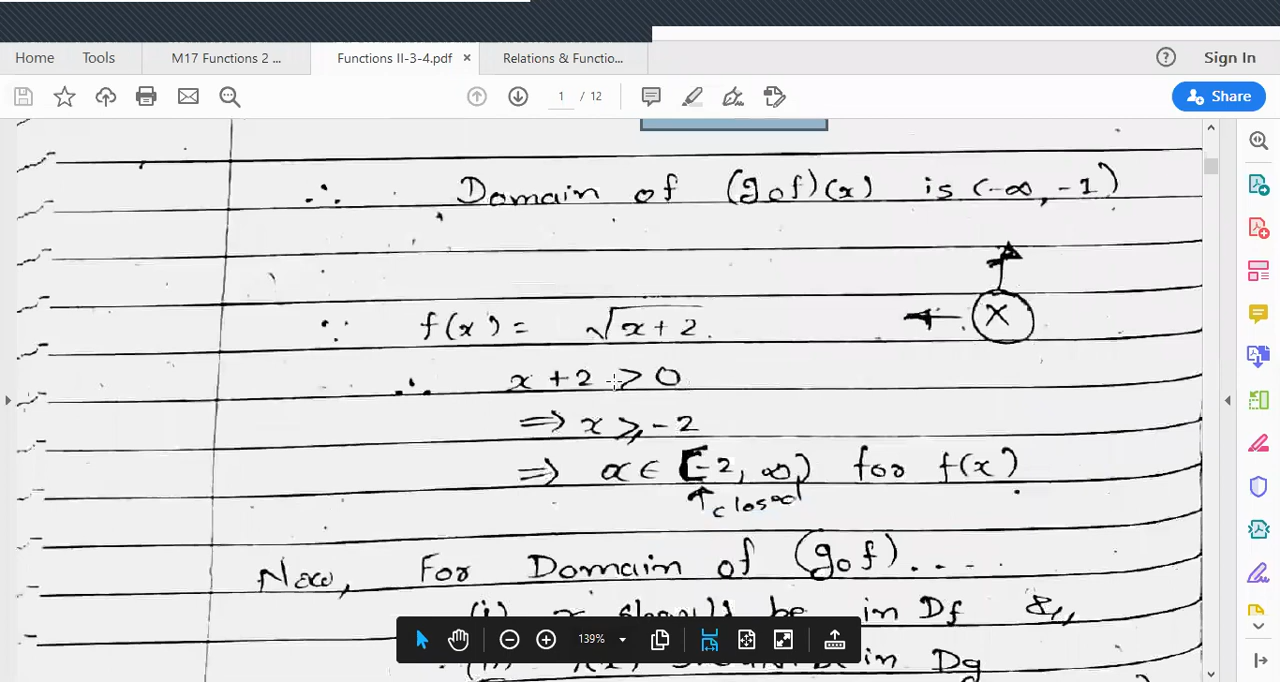 Home Tools M17 Functions 2 ... Functions II-3-4.pdf × Relations & Functio... Sign In
1 / 12 Share
∴ Domain of (gof)(x) is (-∞, -1)
∵ f(x) = √x+2. X
∴ x + 2 > 0
⇒ x ⩾ -2
⇒ x ∈ [-2, ∞) for f(x)
closed
Now, For Domain of (gof)....
(i) x should be in Df &,,
139%
in Dg